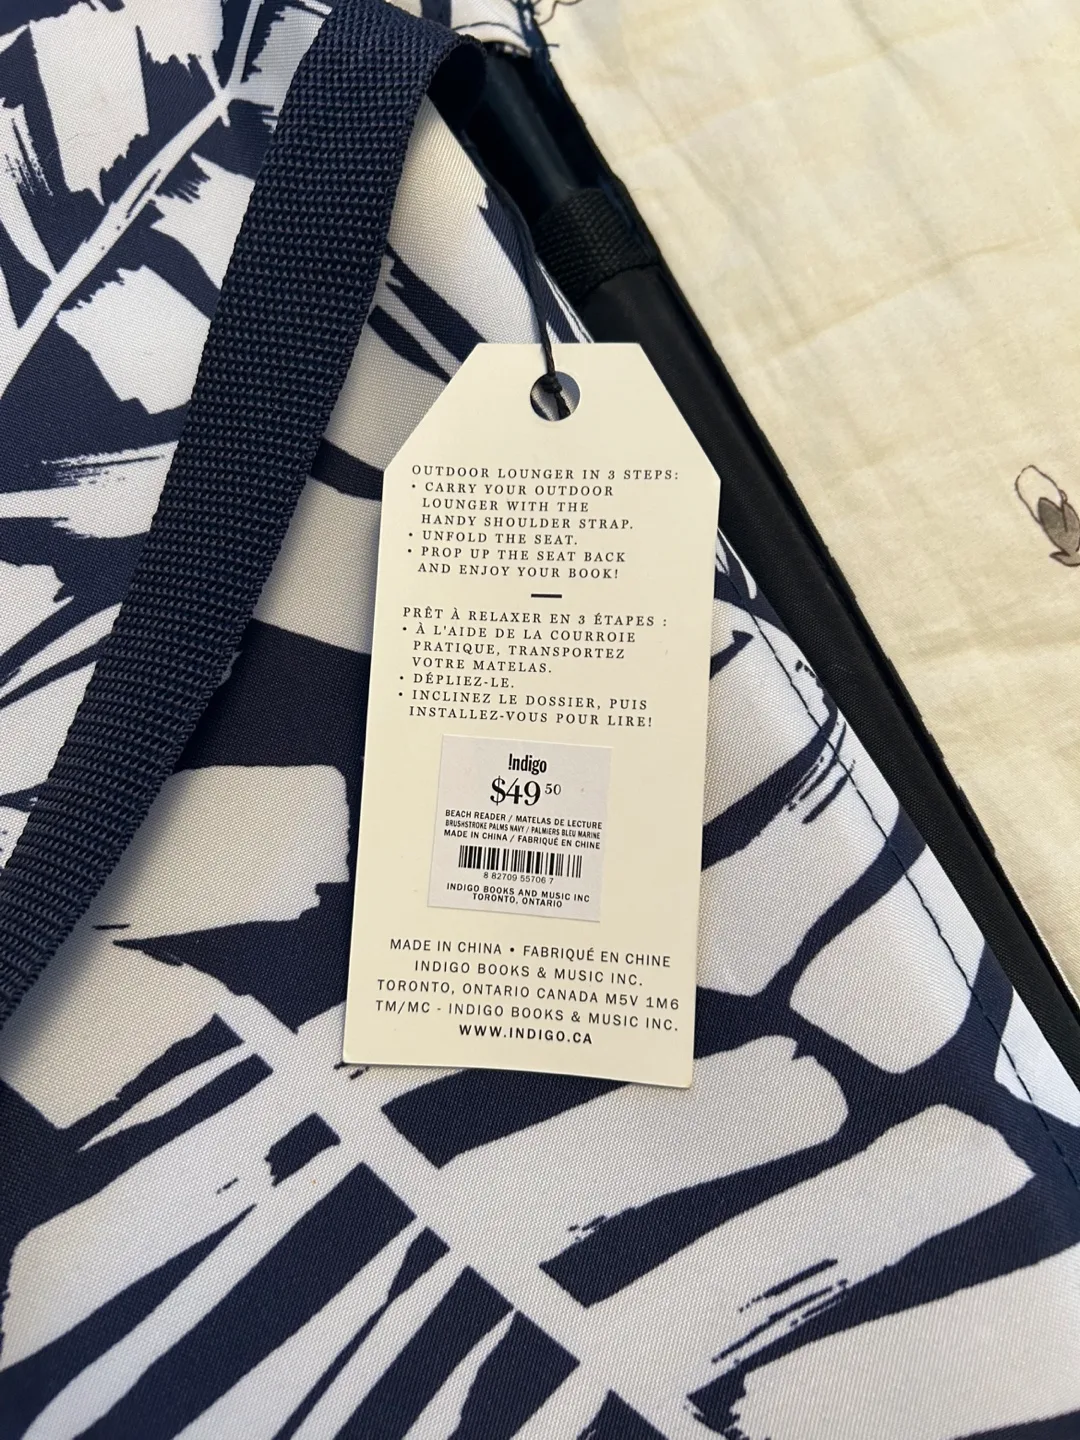 OUTDOOR LOUNGER IN 3 STEPS:
• CARRY YOUR OUTDOOR
LOUNGER WITH THE
HANDY SHOULDER STRAP.
• UNFOLD THE SEAT.
• PROP UP THE SEAT BACK
AND ENJOY YOUR BOOK!
PRÊT À RELAXER EN 3 ÉTAPES :
• À L'AIDE DE LA COURROIE
PRATIQUE, TRANSPORTEZ
VOTRE MATELAS.
• DÉPLIEZ-LE.
• INCLINEZ LE DOSSIER, PUIS
INSTALLEZ-VOUS POUR LIRE!
!ndigo
$49 50
BEACH READER / MATELAS DE LECTURE
BRUSHSTROKE PALMS NAVY / PALMIERS BLEU MARINE
MADE IN CHINA / FABRIQUÉ EN CHINE
8 82709 55706 7
INDIGO BOOKS AND MUSIC INC
TORONTO, ONTARIO
MADE IN CHINA • FABRIQUÉ EN CHINE
INDIGO BOOKS & MUSIC INC.
TORONTO, ONTARIO CANADA M5V 1M6
TM/MC - INDIGO BOOKS & MUSIC INC.
WWW.INDIGO.CA